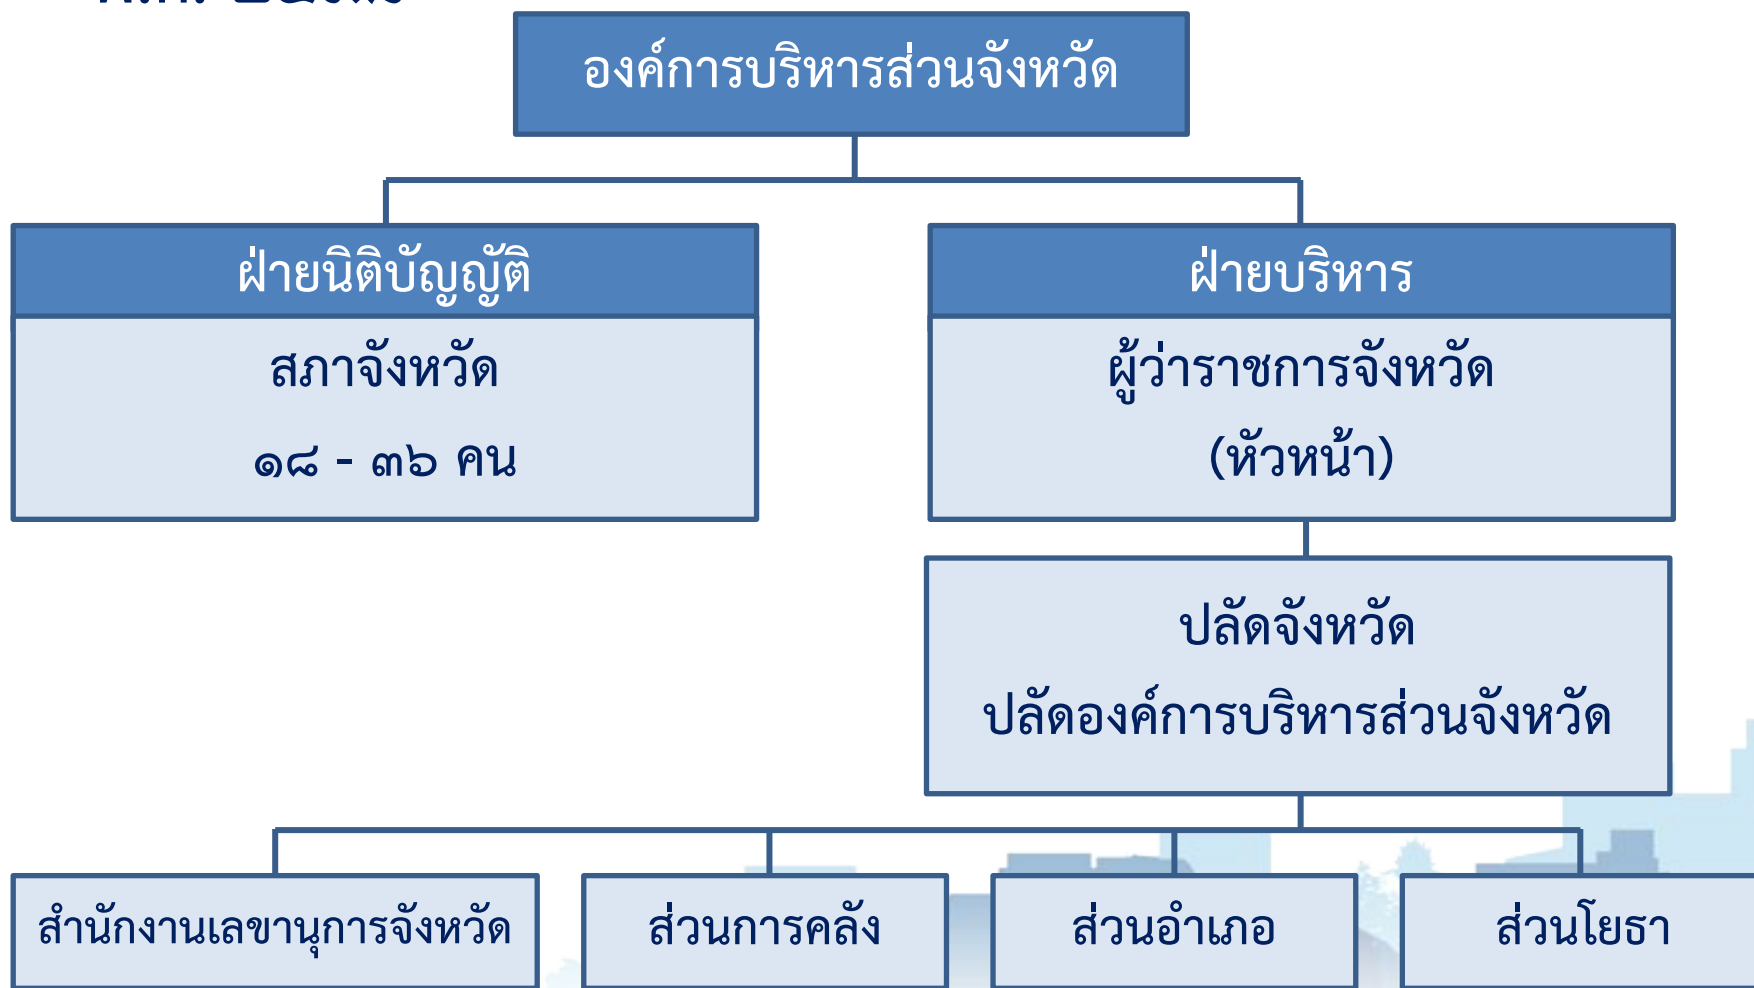 องค์การบริหารส่วนจังหวัด
ฝ่ายนิติบัญญัติ
สภาจังหวัด
๑๘ - ๓๖ คน
ฝ่ายบริหาร
ผู้ว่าราชการจังหวัด
(หัวหน้า)
ปลัดจังหวัด
ปลัดองค์การบริหารส่วนจังหวัด
สำนักงานเลขานุการจังหวัด
ส่วนการคลัง
ส่วนอำเภอ
ส่วนโยธา